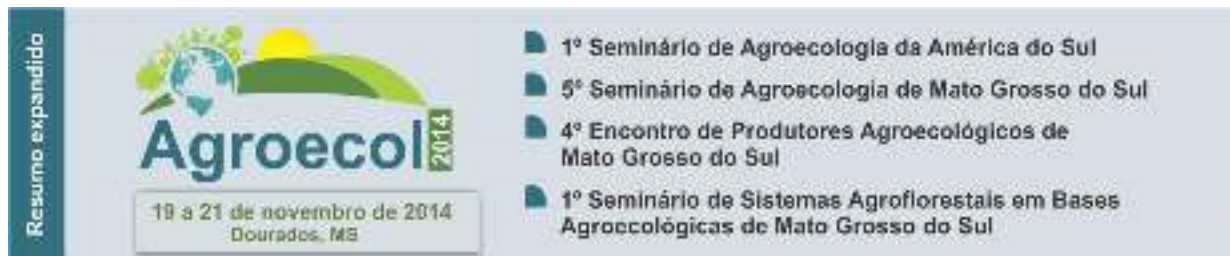 Resumo expandido
Agroecol 2014
19 a 21 de novembro de 2014
Dourados, MS
1º Seminário de Agroecologia da América do Sul
5º Seminário de Agroecologia de Mato Grosso do Sul
4º Encontro de Produtores Agroecológicos de
Mato Grosso do Sul
1º Seminário de Sistemas Agroflorestais em Bases
Agroecológicas de Mato Grosso do Sul